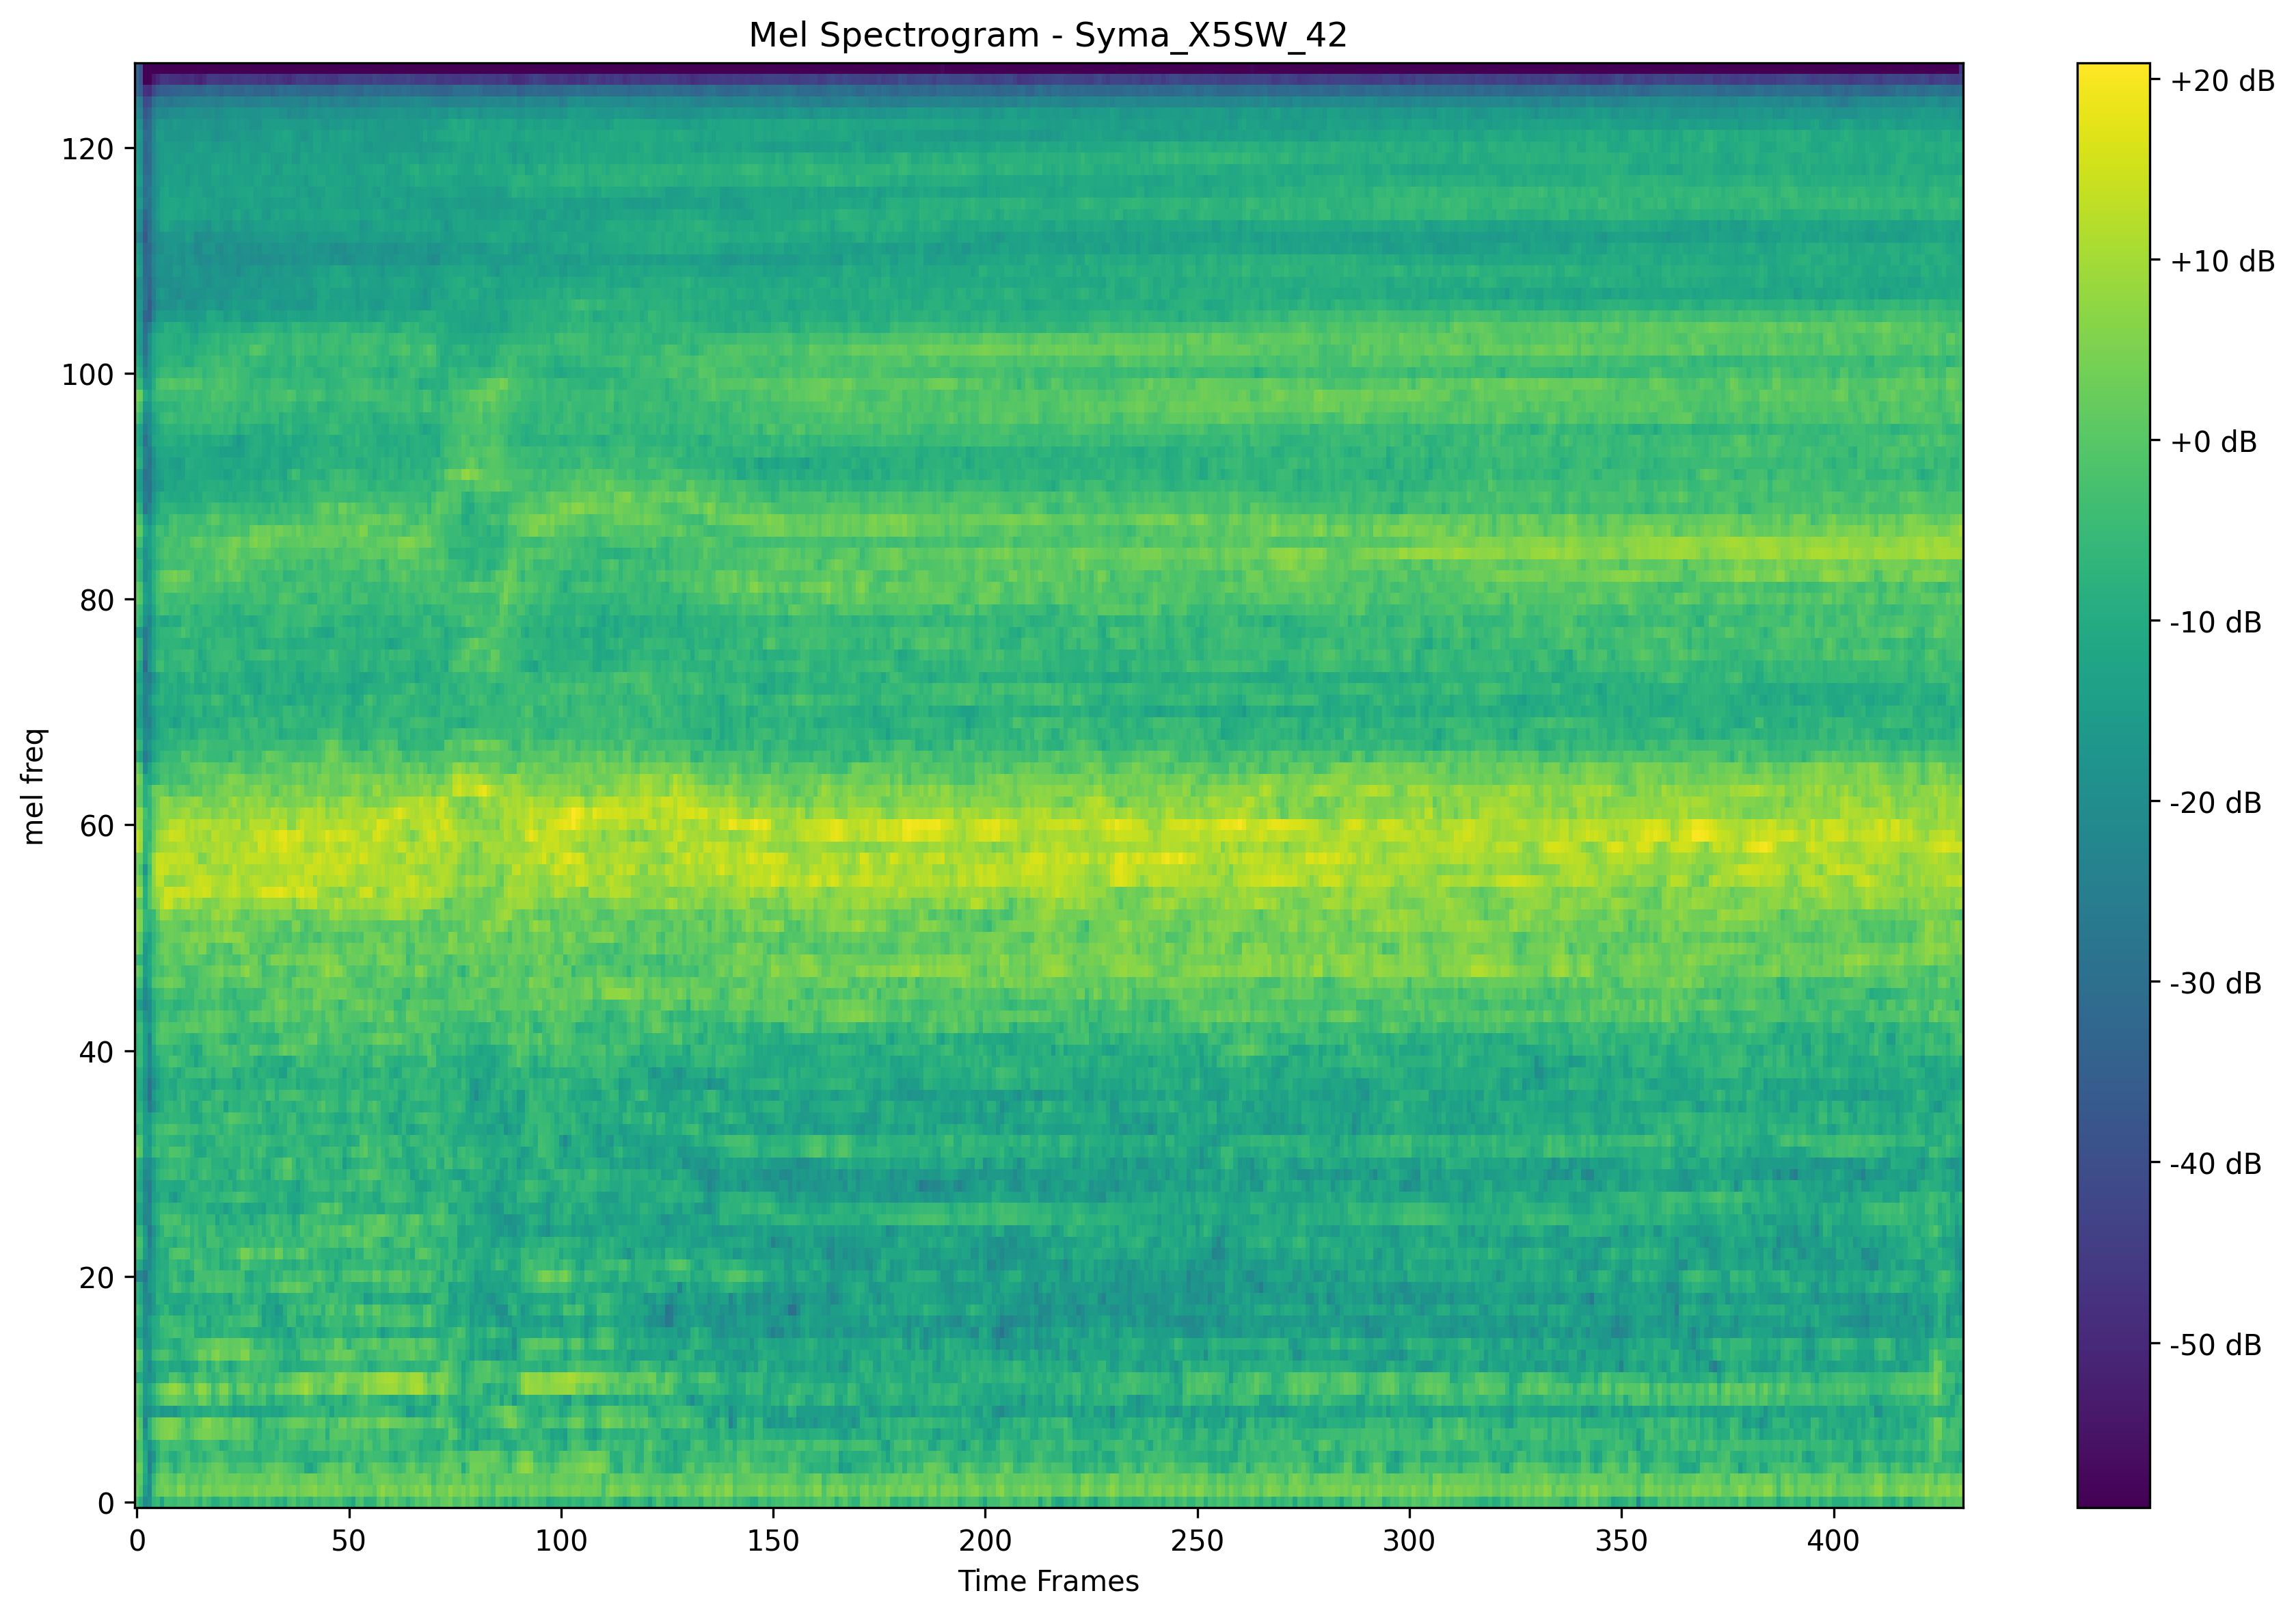 Mel Spectrogram - Syma_X5SW_42
mel freq
120
100
80
60
40
20
0
0 50 100 150 200 250 300 350 400
Time Frames
+20 dB
+10 dB
+0 dB
-10 dB
-20 dB
-30 dB
-40 dB
-50 dB